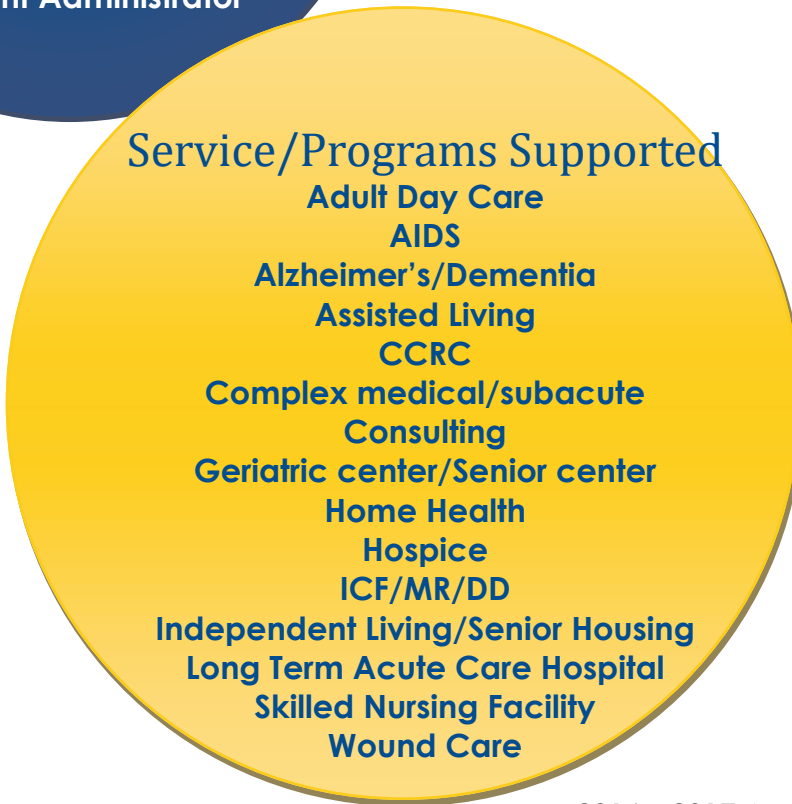 Administrator
Service/Programs Supported
Adult Day Care
AIDS
Alzheimer’s/Dementia
Assisted Living
CCRC
Complex medical/subacute
Consulting
Geriatric center/Senior center
Home Health
Hospice
ICF/MR/DD
Independent Living/Senior Housing
Long Term Acute Care Hospital
Skilled Nursing Facility
Wound Care